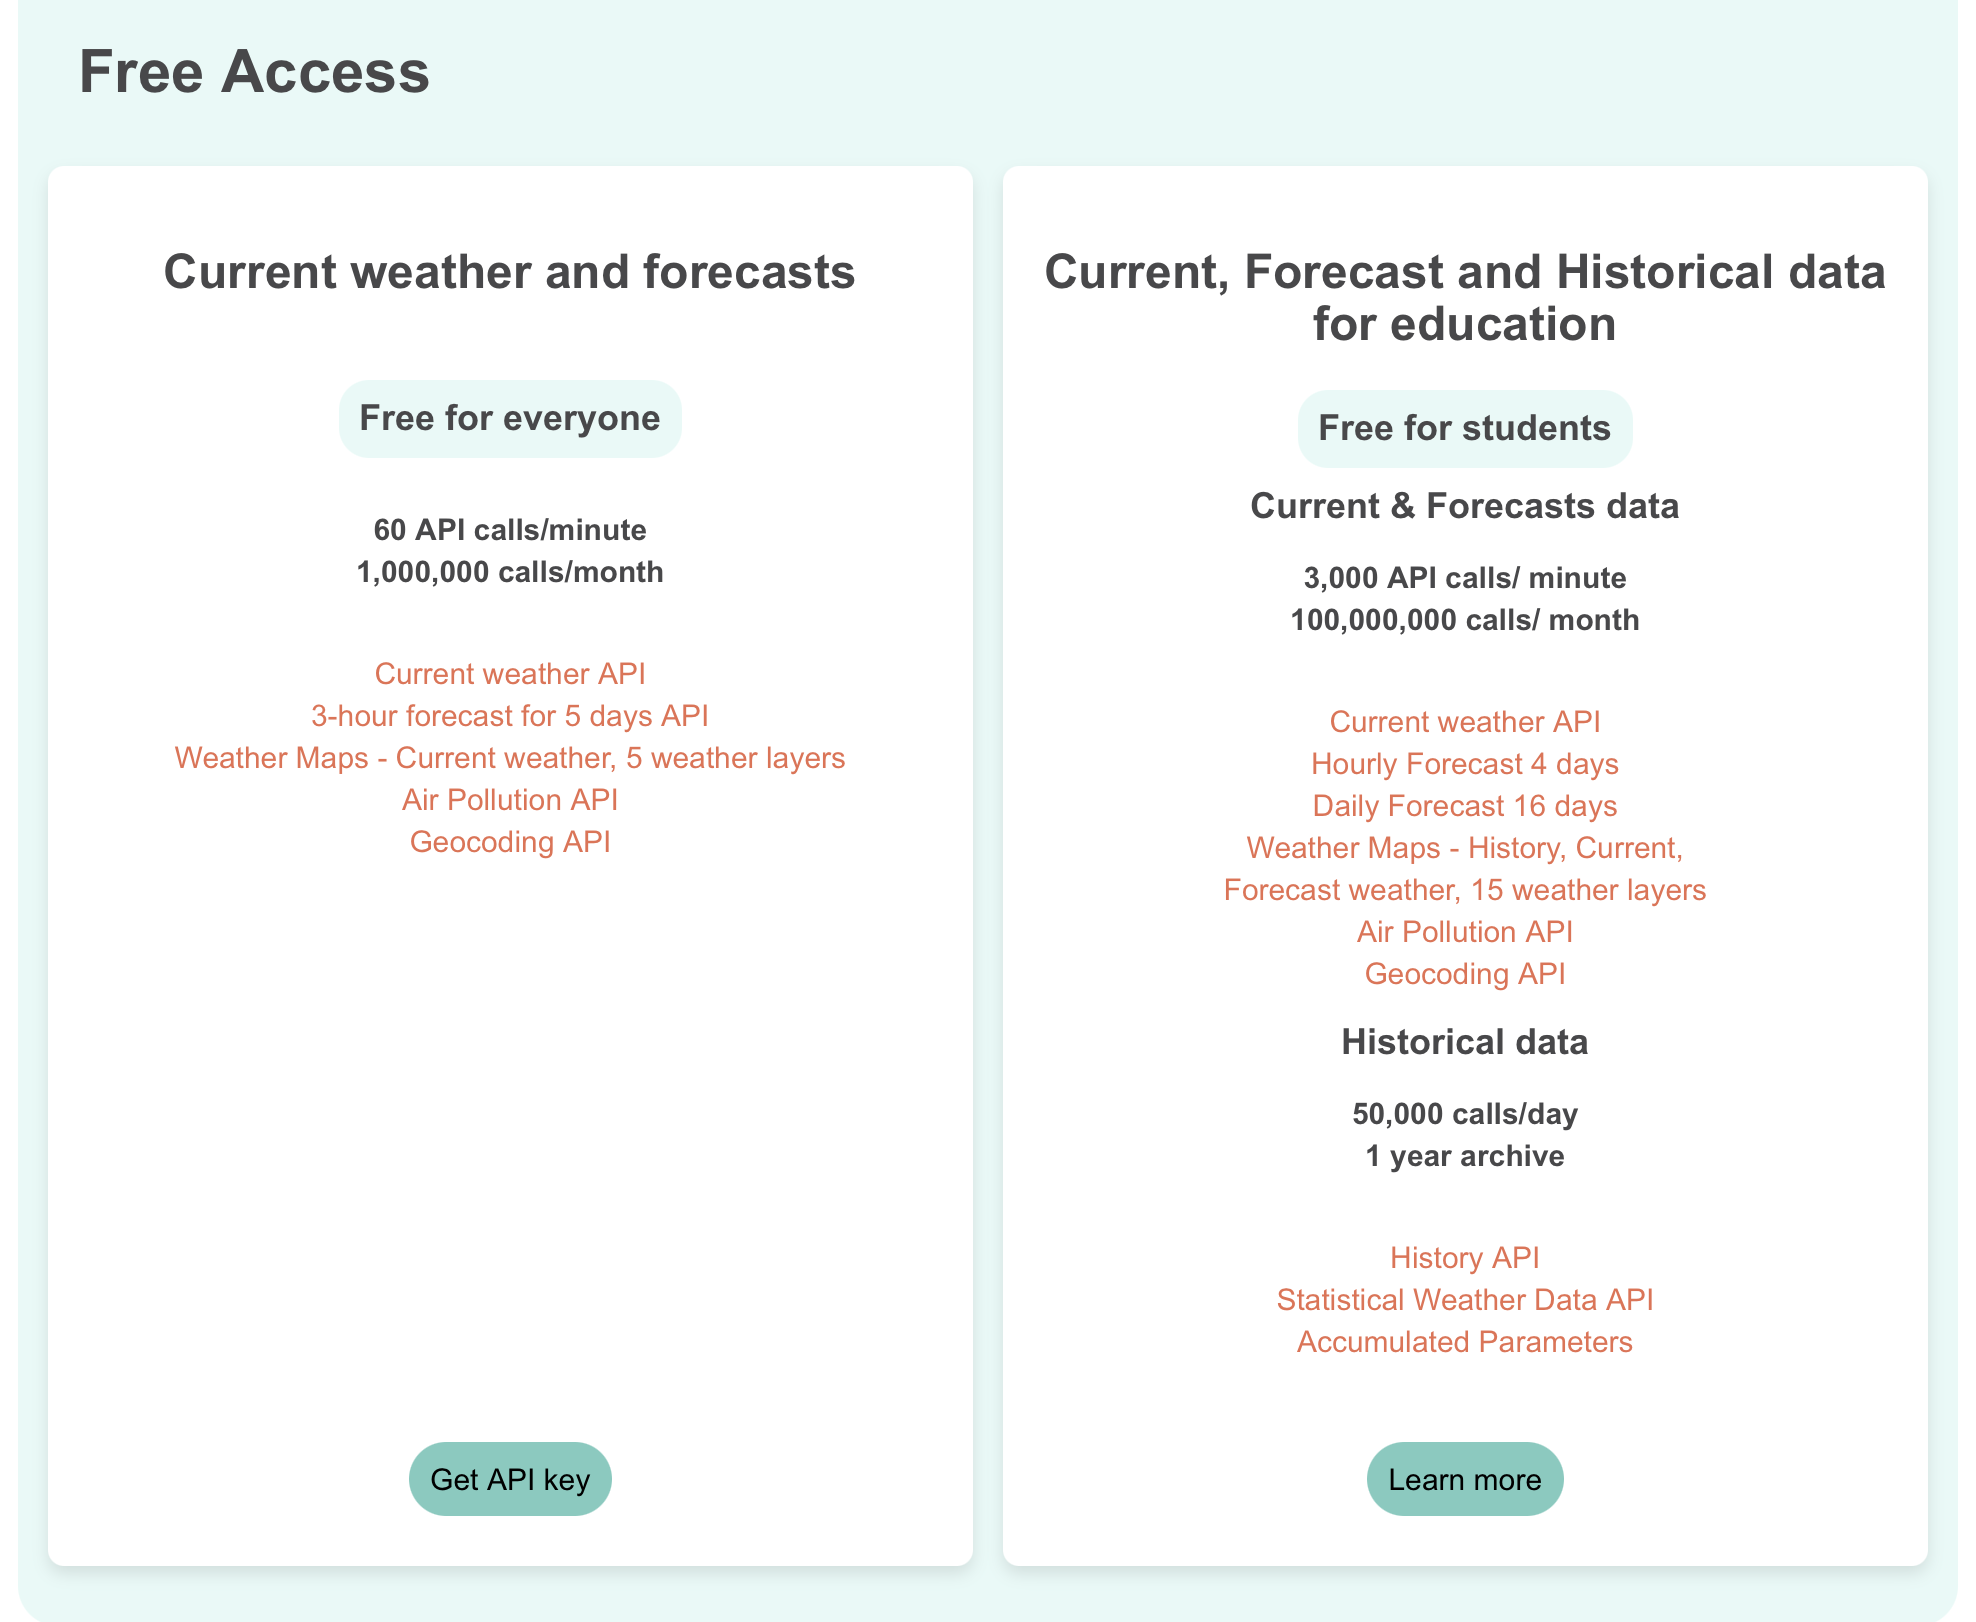 Free Access
Current weather and forecasts
Free for everyone
60 API calls/minute
1,000,000 calls/month
Current weather API
3-hour forecast for 5 days API
Weather Maps - Current weather, 5 weather layers
Air Pollution API
Geocoding API
Get API key
Current, Forecast and Historical data
for education
Free for students
Current & Forecasts data
3,000 API calls/ minute
100,000,000 calls/ month
Current weather API
Hourly Forecast 4 days
Daily Forecast 16 days
Weather Maps - History, Current,
Forecast weather, 15 weather layers
Air Pollution API
Geocoding API
Historical data
50,000 calls/day
1 year archive
History API
Statistical Weather Data API
Accumulated Parameters
Learn more